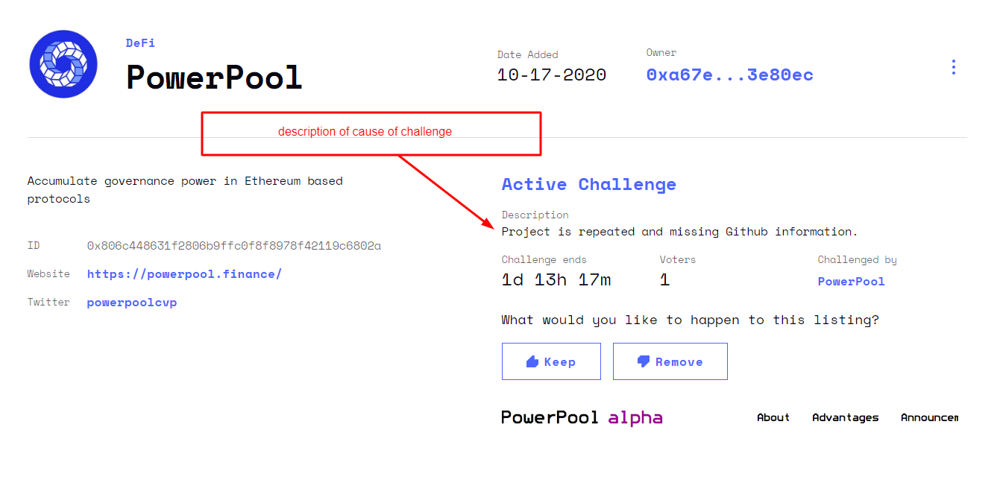 DeFi
PowerPool
Date Added
10-17-2020
Owner
0xa67e...3e80ec
description of cause of challenge
Accumulate governance power in Ethereum based
protocols
ID 0x806c448631f2806b9ffc0f8f8978f42119c6802a
Website https://powerpool.finance/
Twitter powerpoolcvp
Active Challenge
Description
Project is repeated and missing Github information.
Challenge ends Voters Challenged by
1d 13h 17m 1 PowerPool
What would you like to happen to this listing?
Keep Remove
PowerPool alpha About Advantages Announcem